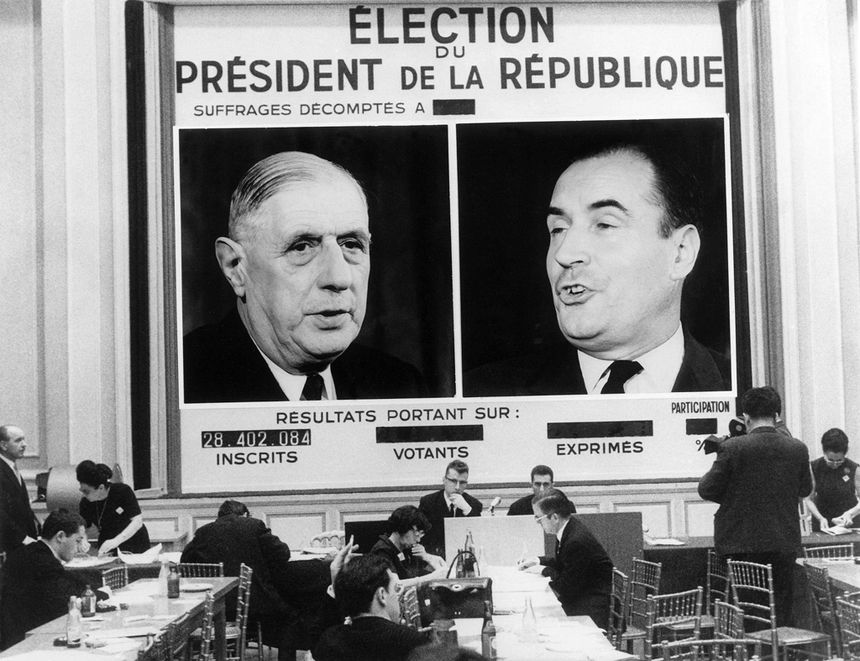 ÉLECTION
DU
PRÉSIDENT DE LA RÉPUBLIQUE
SUFFRAGES DÉCOMPTÉS A
RÉSULTATS PORTANT SUR :
PARTICIPATION
28.402.084
%
INSCRITS
VOTANTS
EXPRIMÉS